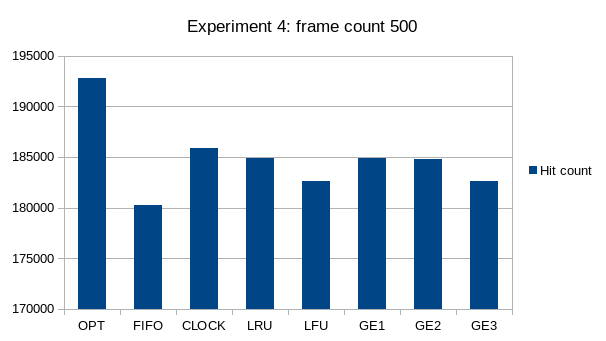 Experiment 4: frame count 500
195000
190000
185000
180000
175000
170000
OPT FIFO CLOCK LRU LFU GE1 GE2 GE3
Hit count